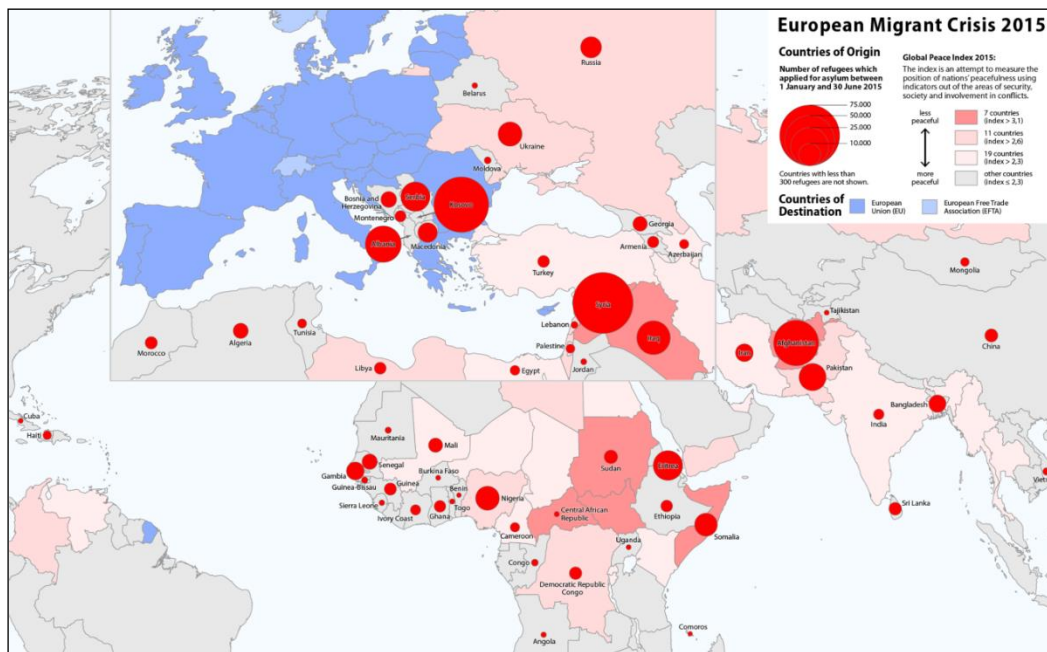 European Migrant Crisis 2015
Countries of Origin
Number of refugees which
applied for asylum between
1 January and 30 June 2015
75.000
50.000
25.000
10.000
Countries with less than
300 refugees are not shown.
Global Peace Index 2015:
The index is an attempt to measure the
position of nations' peacefulness using
indicators out of the areas of security,
society and involvement in conflicts.
less
peaceful
more
peaceful
7 countries
(Index > 3,1)
11 countries
(index > 2,6)
19 countries
(index > 2,3)
other countries
(Index ≤ 2,3)
Countries of
Destination
European
Union (EU)
European Free Trade
Association (EFTA)
Russia
Belarus
Ukraine
Moldova
Bosnia and
Herzegovina
Serbia
Kosovo
Montenegro
Albania
Macedonia
Georgia
Armenia
Azerbaijan
Turkey
Mongolia
Syria
Lebanon
Iraq
Palestine
Jordan
Tajikistan
Afghanistan
Iran
Pakistan
China
Morocco
Algeria
Tunisia
Libya
Egypt
Bangladesh
India
Sri Lanka
Cuba
Haiti
Mauritania
Mali
Senegal
Gambia
Guinea-Bissau
Guinea
Burkina Faso
Benin
Sierra Leone
Ivory Coast
Ghana
Togo
Nigeria
Cameroon
Sudan
Eritrea
Central African
Republic
Ethiopia
Somalia
Uganda
Congo
Democratic Republic
Congo
Angola
Comoros